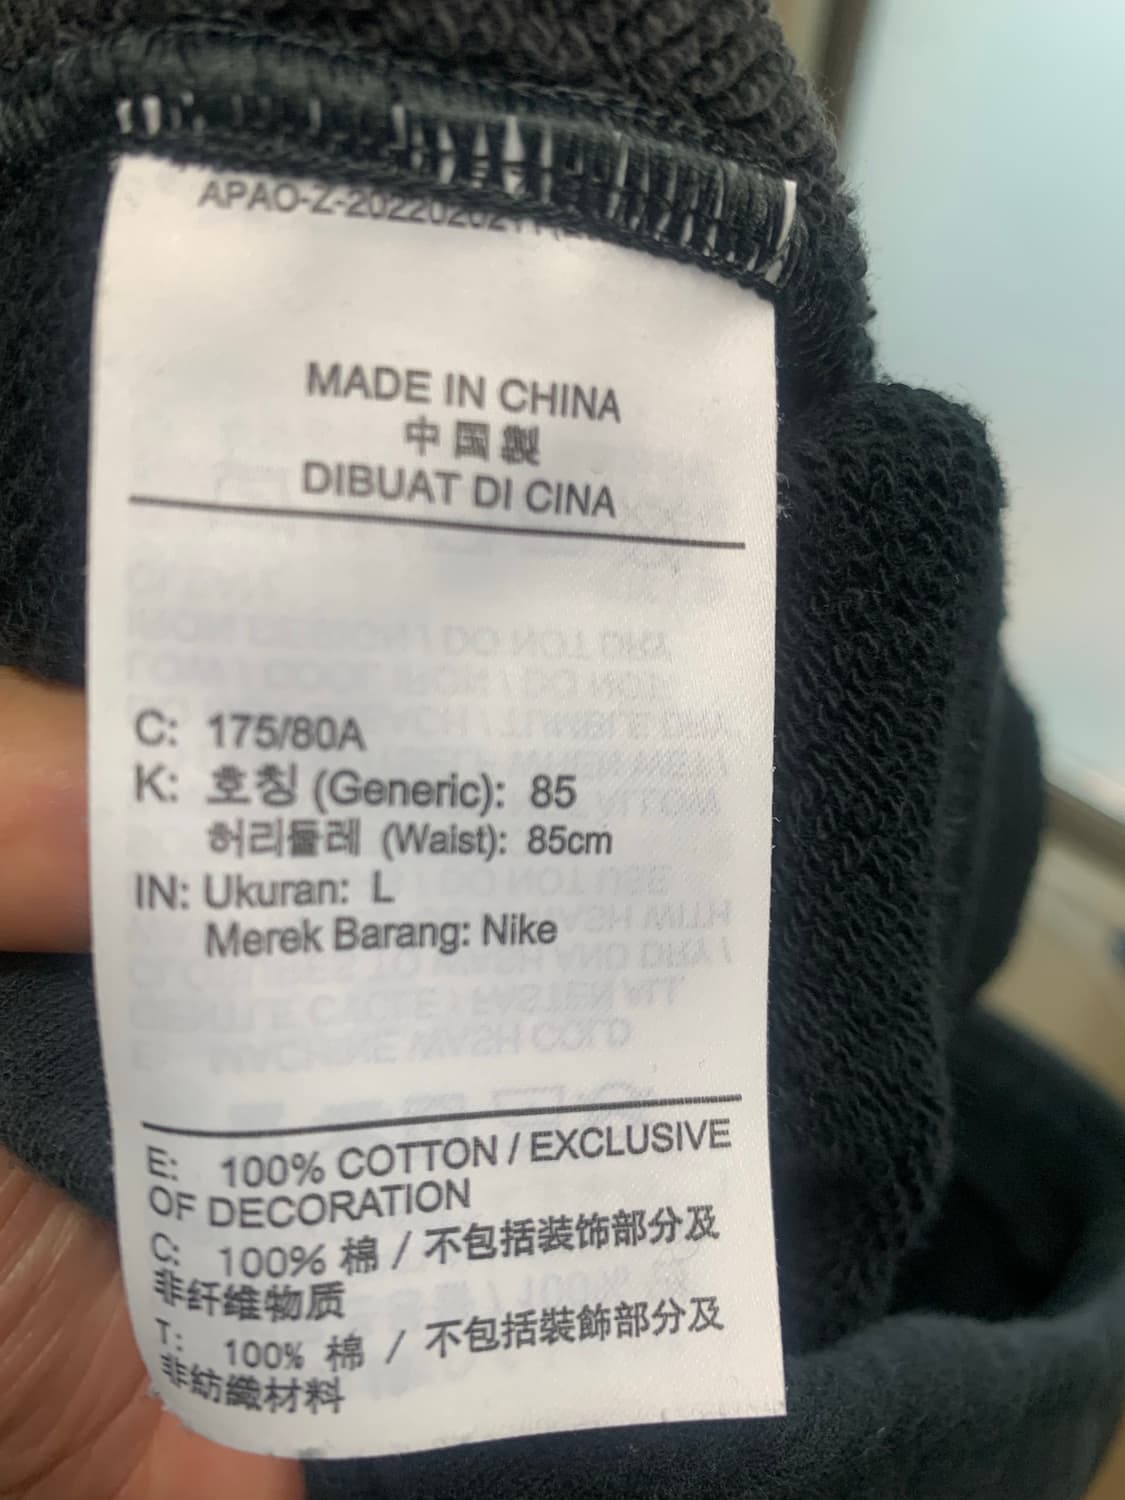 APAO-Z-2022020211
MADE IN CHINA
中国製
DIBUAT DI CINA
C: 175/80A
K: 호칭 (Generic): 85
허리둘레 (Waist): 85cm
IN: Ukuran: L
Merek Barang: Nike
E: 100% COTTON / EXCLUSIVE
OF DECORATION
C: 100% 棉 / 不包括装饰部分及
非纤维物质
T: 100% 棉 / 不包括裝飾部分及
非紡織材料